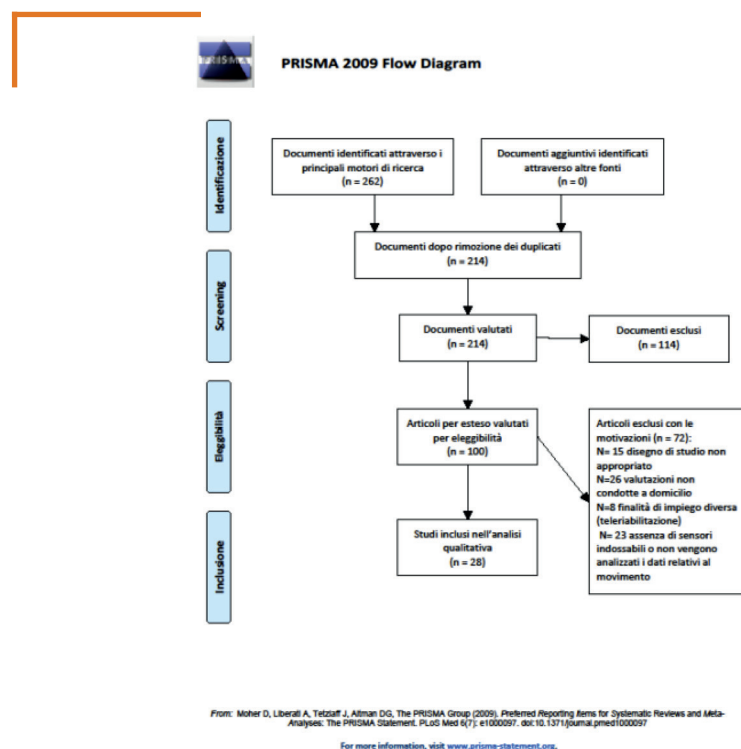 PRISMA
PRISMA 2009 Flow Diagram
Identificazione
Documenti identificati attraverso i
principali motori di ricerca
(n = 262)
Documenti aggiuntivi identificati
attraverso altre fonti
(n = 0)
Documenti dopo rimozione dei duplicati
(n = 214)
Screening
Documenti valutati
(n = 214)
Documenti esclusi
(n = 114)
Eleggibilità
Articoli per esteso valutati
per eleggibilità
(n = 100)
Articoli esclusi con le
motivazioni (n = 72):
N= 15 disegno di studio non
appropriato
N=26 valutazioni non
condotte a domicilio
N=8 finalità di impiego diversa
(teleriabilitazione)
N= 23 assenza di sensori
indossabili o non vengono
analizzati i dati relativi al
movimento
Inclusione
Studi inclusi nell'analisi
qualitativa
(n = 28)
From: Moher D, Liberati A, Tetzlaff J, Altman DG, The PRISMA Group (2009). Preferred Reporting Items for Systematic Reviews and Meta-
Analyses: The PRISMA Statement. PLoS Med 6(7): e1000097. doi:10.1371/journal.pmed1000097
For more information, visit www.prisma-statement.org.